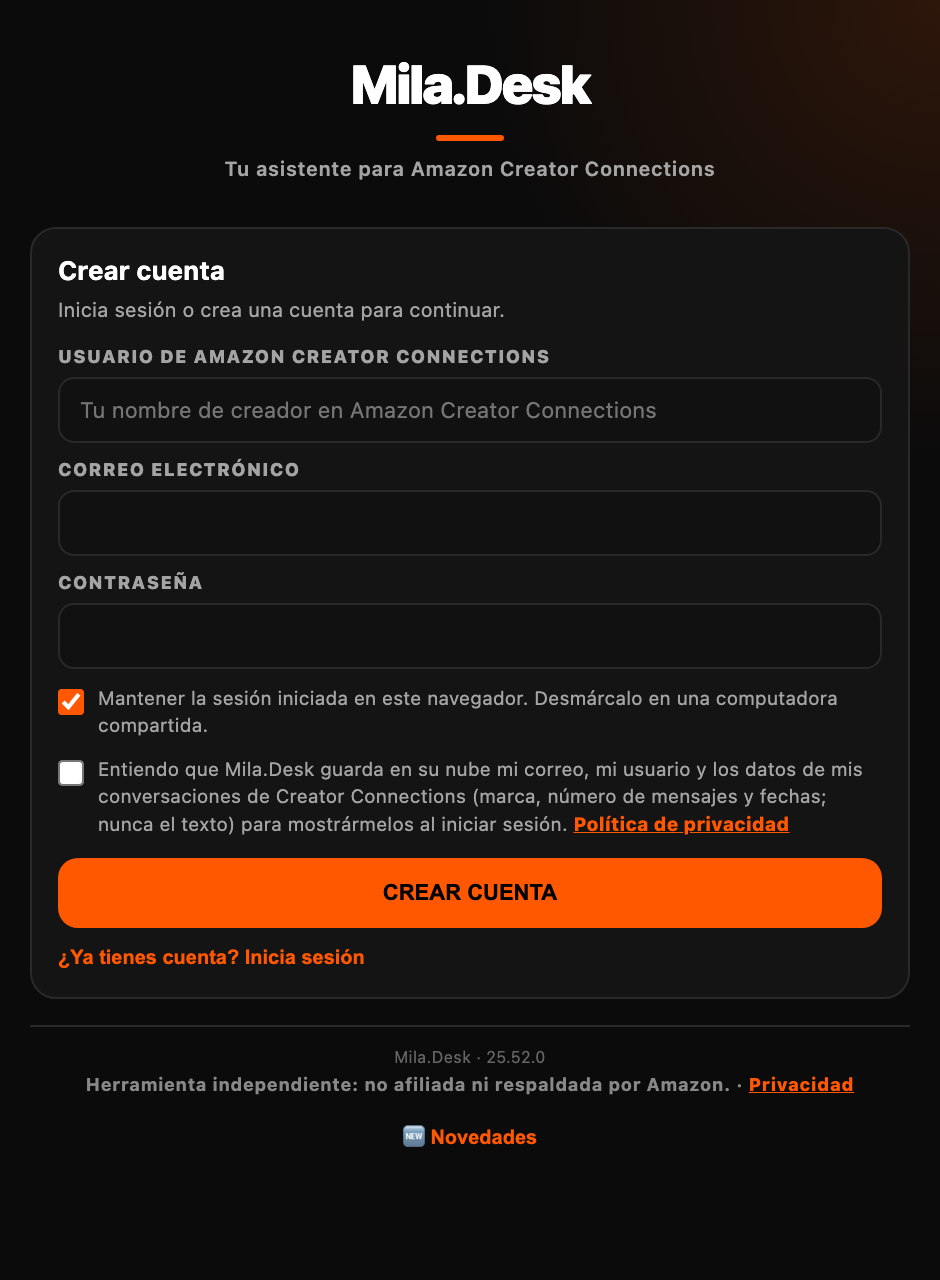 Mila.Desk
Tu asistente para Amazon Creator Connections
Crear cuenta
Inicia sesión o crea una cuenta para continuar.
USUARIO DE AMAZON CREATOR CONNECTIONS
Tu nombre de creador en Amazon Creator Connections
CORREO ELECTRÓNICO
CONTRASEÑA
Mantener la sesión iniciada en este navegador. Desmárcalo en una computadora
compartida.
Entiendo que Mila.Desk guarda en su nube mi correo, mi usuario y los datos de mis
conversaciones de Creator Connections (marca, número de mensajes y fechas;
nunca el texto) para mostrármelos al iniciar sesión. Política de privacidad
CREAR CUENTA
¿Ya tienes cuenta? Inicia sesión
Mila.Desk · 25.52.0
Herramienta independiente: no afiliada ni respaldada por Amazon. · Privacidad
🆕 Novedades